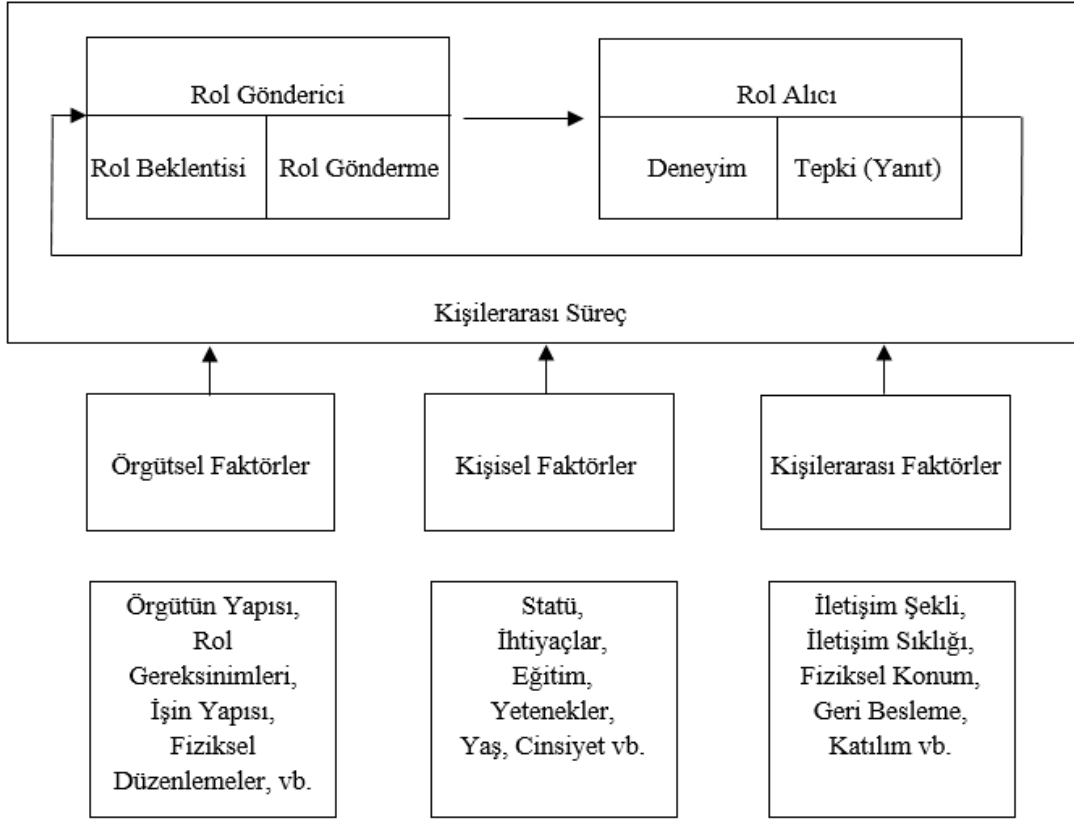 Rol Gönderici
Rol Beklentisi
Rol Gönderme
Rol Alıcı
Deneyim
Tepki (Yanıt)
Kişilerarası Süreç
Örgütsel Faktörler
Kişisel Faktörler
Kişilerarası Faktörler
Örgütün Yapısı,
Rol
Gereksinimleri,
İşin Yapısı,
Fiziksel
Düzenlemeler, vb.
Statü,
İhtiyaçlar,
Eğitim,
Yetenekler,
Yaş, Cinsiyet vb.
İletişim Şekli,
İletişim Sıklığı,
Fiziksel Konum,
Geri Besleme,
Katılım vb.